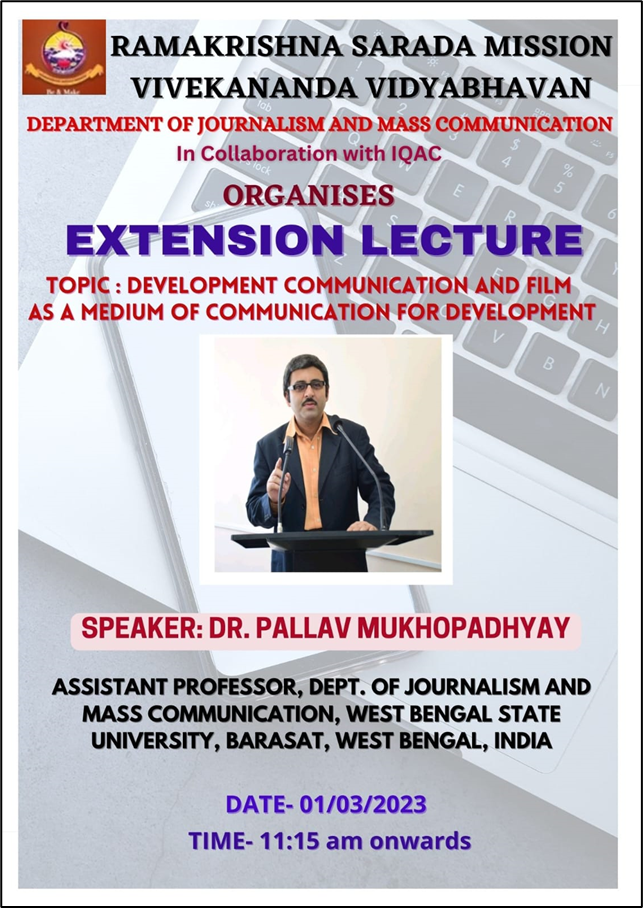 Be & Make
RAMAKRISHNA SARADA MISSION
VIVEKANANDA VIDYABHAVAN
DEPARTMENT OF JOURNALISM AND MASS COMMUNICATION
In Collaboration with IQAC
ORGANISES
EXTENSION LECTURE
TOPIC : DEVELOPMENT COMMUNICATION AND FILM
AS A MEDIUM OF COMMUNICATION FOR DEVELOPMENT
SPEAKER: DR. PALLAV MUKHOPADHYAY
ASSISTANT PROFESSOR, DEPT. OF JOURNALISM AND
MASS COMMUNICATION, WEST BENGAL STATE
UNIVERSITY, BARASAT, WEST BENGAL, INDIA
DATE- 01/03/2023
TIME- 11:15 am onwards